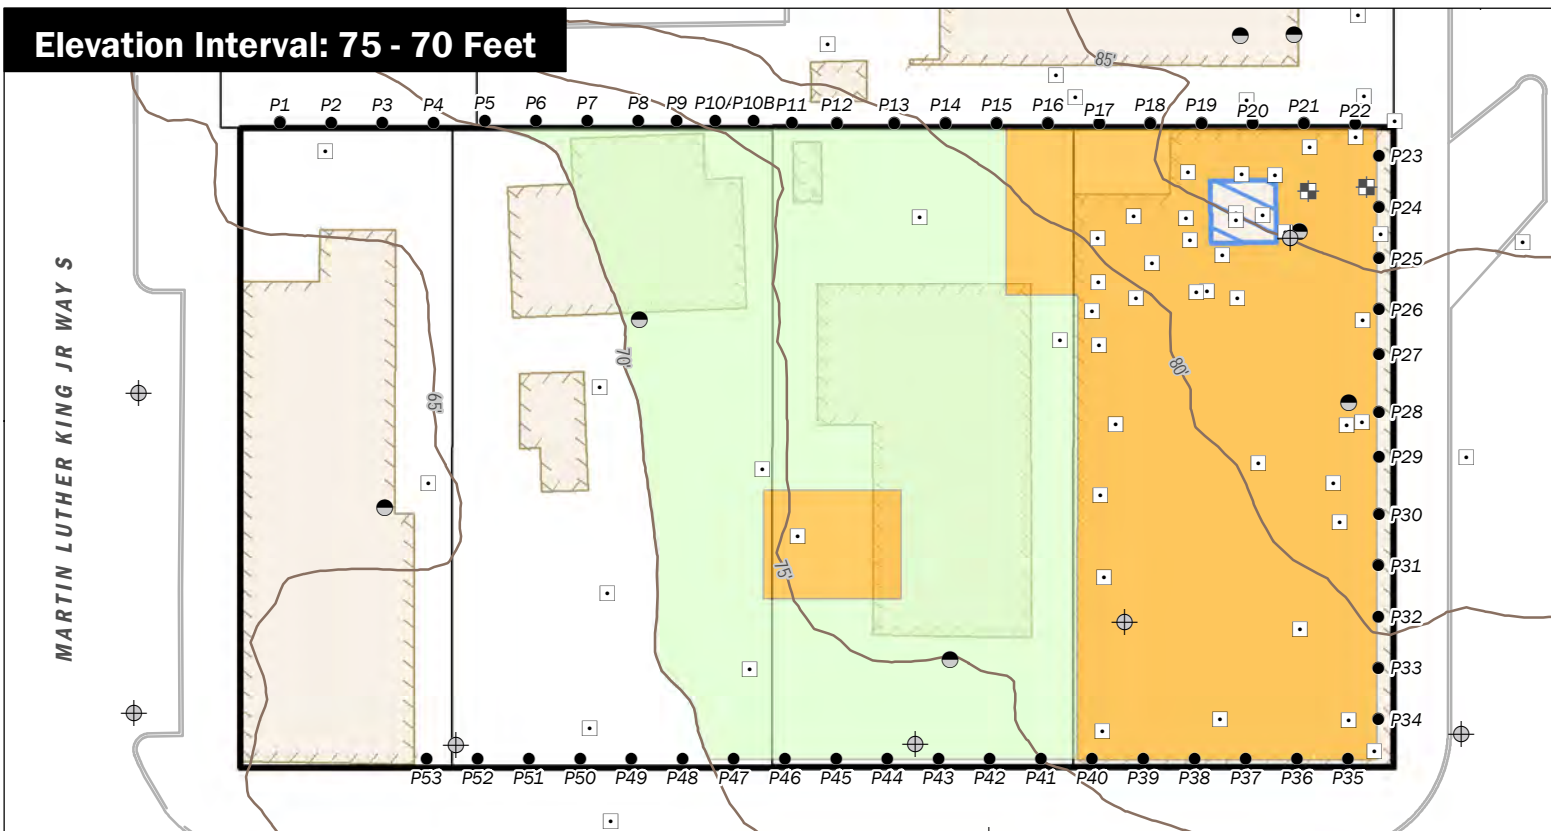 Elevation Interval: 75 - 70 Feet
85'
P1 P2 P3 P4 P5 P6 P7 P8 P9 P10A P10B P11 P12 P13 P14 P15 P16 P17 P18 P19 P20 P21 P22
P23
P24
P25
P26
P27
P28
P29
P30
P31
P32
P33
P34
MARTIN LUTHER KING JR WAY S
70'
80'
65'
75'
P53 P52 P51 P50 P49 P48 P47 P46 P45 P44 P43 P42 P41 P40 P39 P38 P37 P36 P35